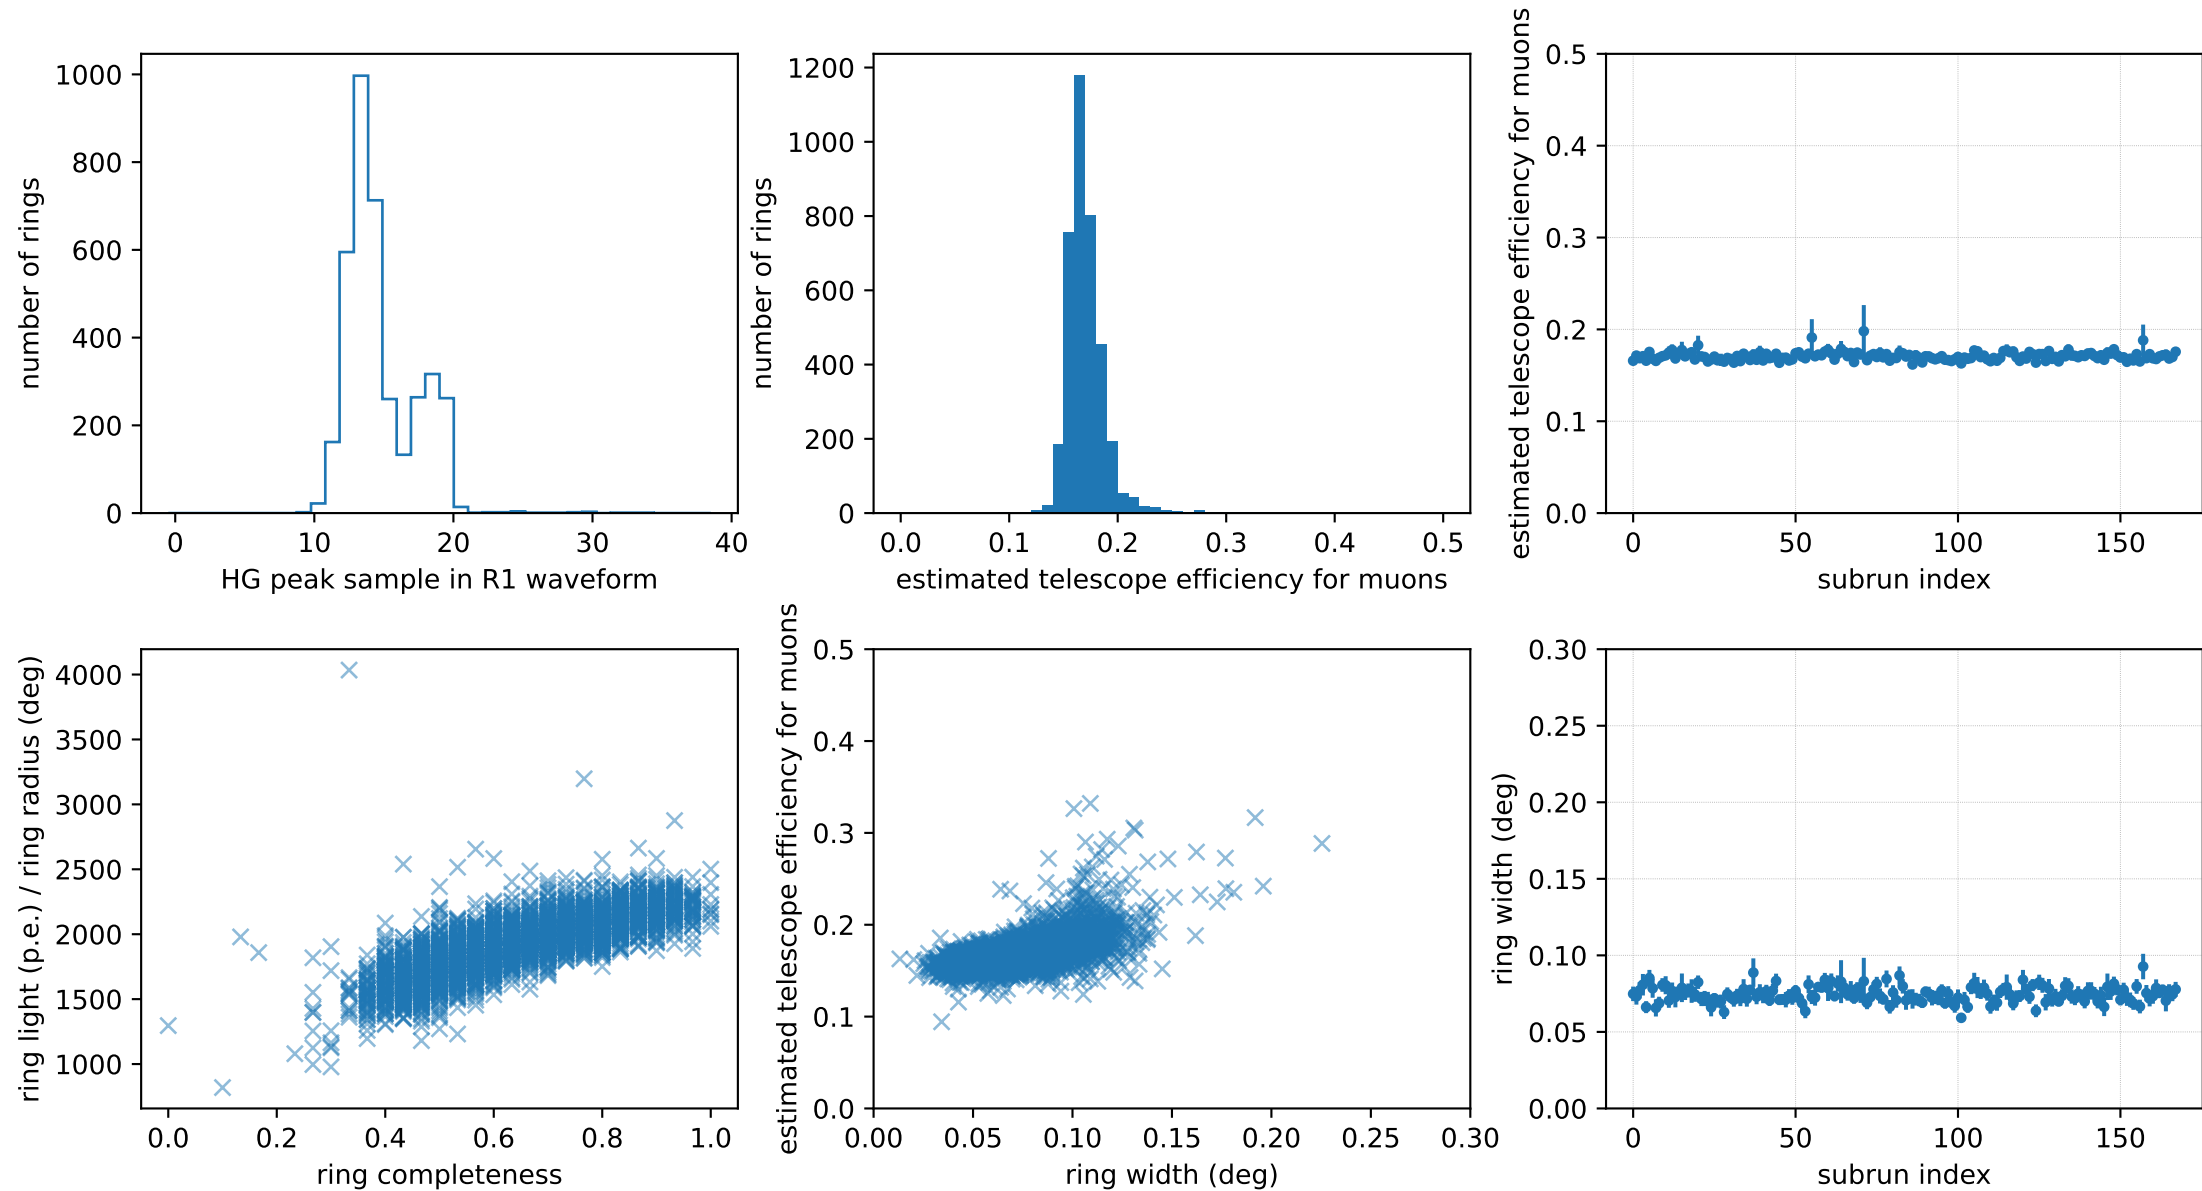 number of rings
1000
800
600
400
200
0
0 10 20 30 40
HG peak sample in R1 waveform
number of rings
1200
1000
800
600
400
200
0
0.0 0.1 0.2 0.3 0.4 0.5
estimated telescope efficiency for muons
estimated telescope efficiency for muons
0.5
0.4
0.3
0.2
0.1
0.0
0 50 100 150
subrun index
ring light (p.e.) / ring radius (deg)
4000
3500
3000
2500
2000
1500
1000
0.0 0.2 0.4 0.6 0.8 1.0
ring completeness
estimated telescope efficiency for muons
0.5
0.4
0.3
0.2
0.1
0.0
0.00 0.05 0.10 0.15 0.20 0.25 0.30
ring width (deg)
ring width (deg)
0.30
0.25
0.20
0.15
0.10
0.05
0.00
0 50 100 150
subrun index